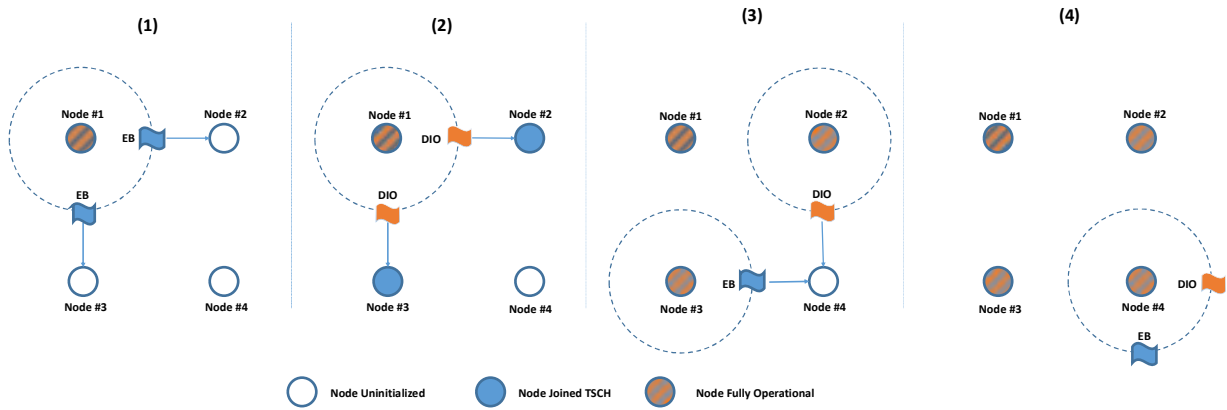 (1)
Node #1
Node #2
EB
EB
Node #3
Node #4
(2)
Node #1
Node #2
DIO
DIO
Node #3
Node #4
(3)
Node #1
Node #2
DIO
EB
Node #3
Node #4
(4)
Node #1
Node #2
Node #3
Node #4
DIO
EB
Node Uninitialized
Node Joined TSCH
Node Fully Operational